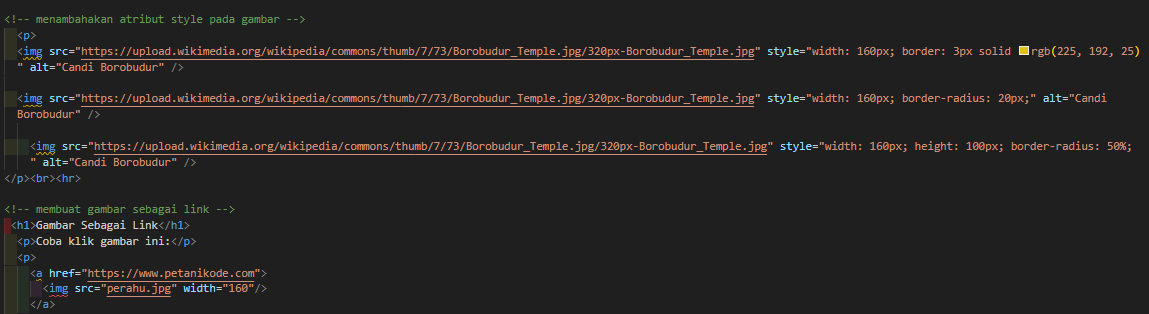 <!-- menambahakan atribut style pada gambar -->
<p>
<img src="https://upload.wikimedia.org/wikipedia/commons/thumb/7/73/Borobudur_Temple.jpg/320px-Borobudur_Temple.jpg" style="width: 160px; border: 3px solid rgb(225, 192, 25)
" alt="Candi Borobudur" />
<img src="https://upload.wikimedia.org/wikipedia/commons/thumb/7/73/Borobudur_Temple.jpg/320px-Borobudur_Temple.jpg" style="width: 160px; border-radius: 20px;" alt="Candi
Borobudur" />
<img src="https://upload.wikimedia.org/wikipedia/commons/thumb/7/73/Borobudur_Temple.jpg/320px-Borobudur_Temple.jpg" style="width: 160px; height: 100px; border-radius: 50%;
" alt="Candi Borobudur" />
</p><br><hr>
<!-- membuat gambar sebagai link -->
<h1>Gambar Sebagai Link</h1>
<p>Coba klik gambar ini:</p>
<p>
<a href="https://www.petanikode.com">
<img src="perahu.jpg" width="160"/>
</a>